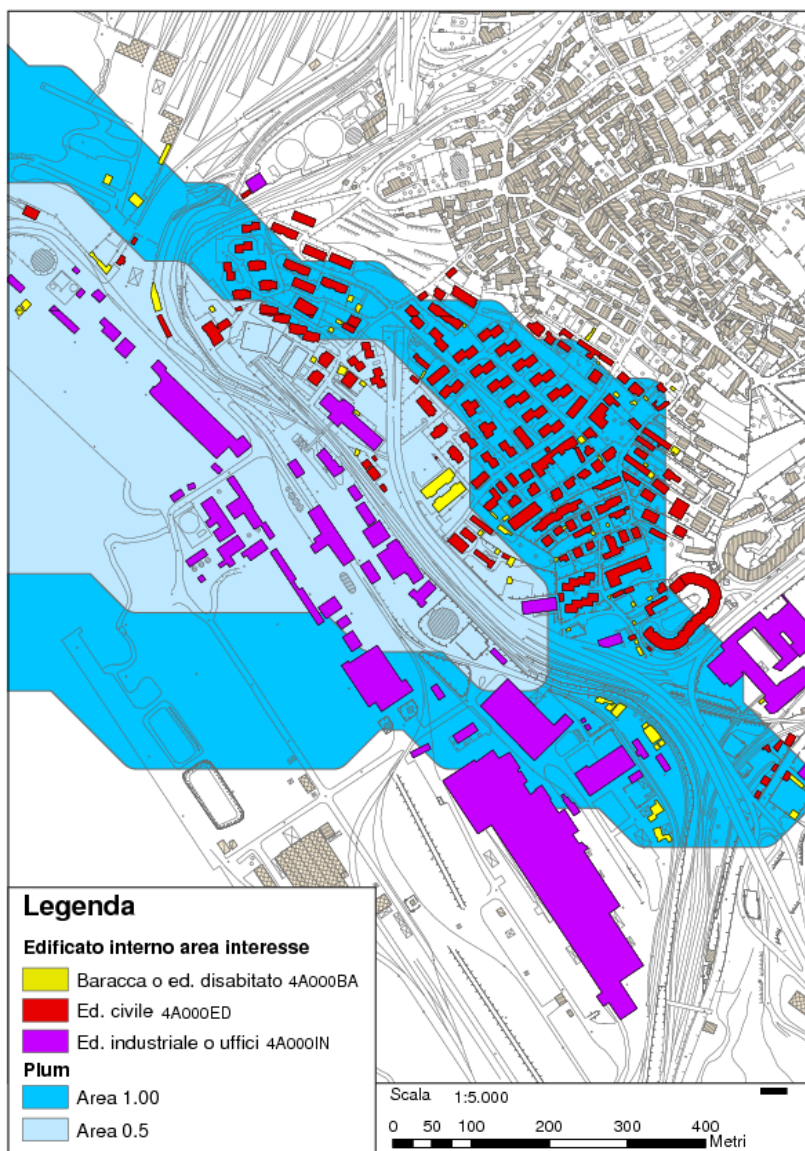 Legenda
Edificato interno area interesse
Baracca o ed. disabitato 4A000BA
Ed. civile 4A000ED
Ed. industriale o uffici 4A000IN
Plum
Area 1.00
Area 0.5
Scala 1:5.000
0 50 100 200 300 400
Metri